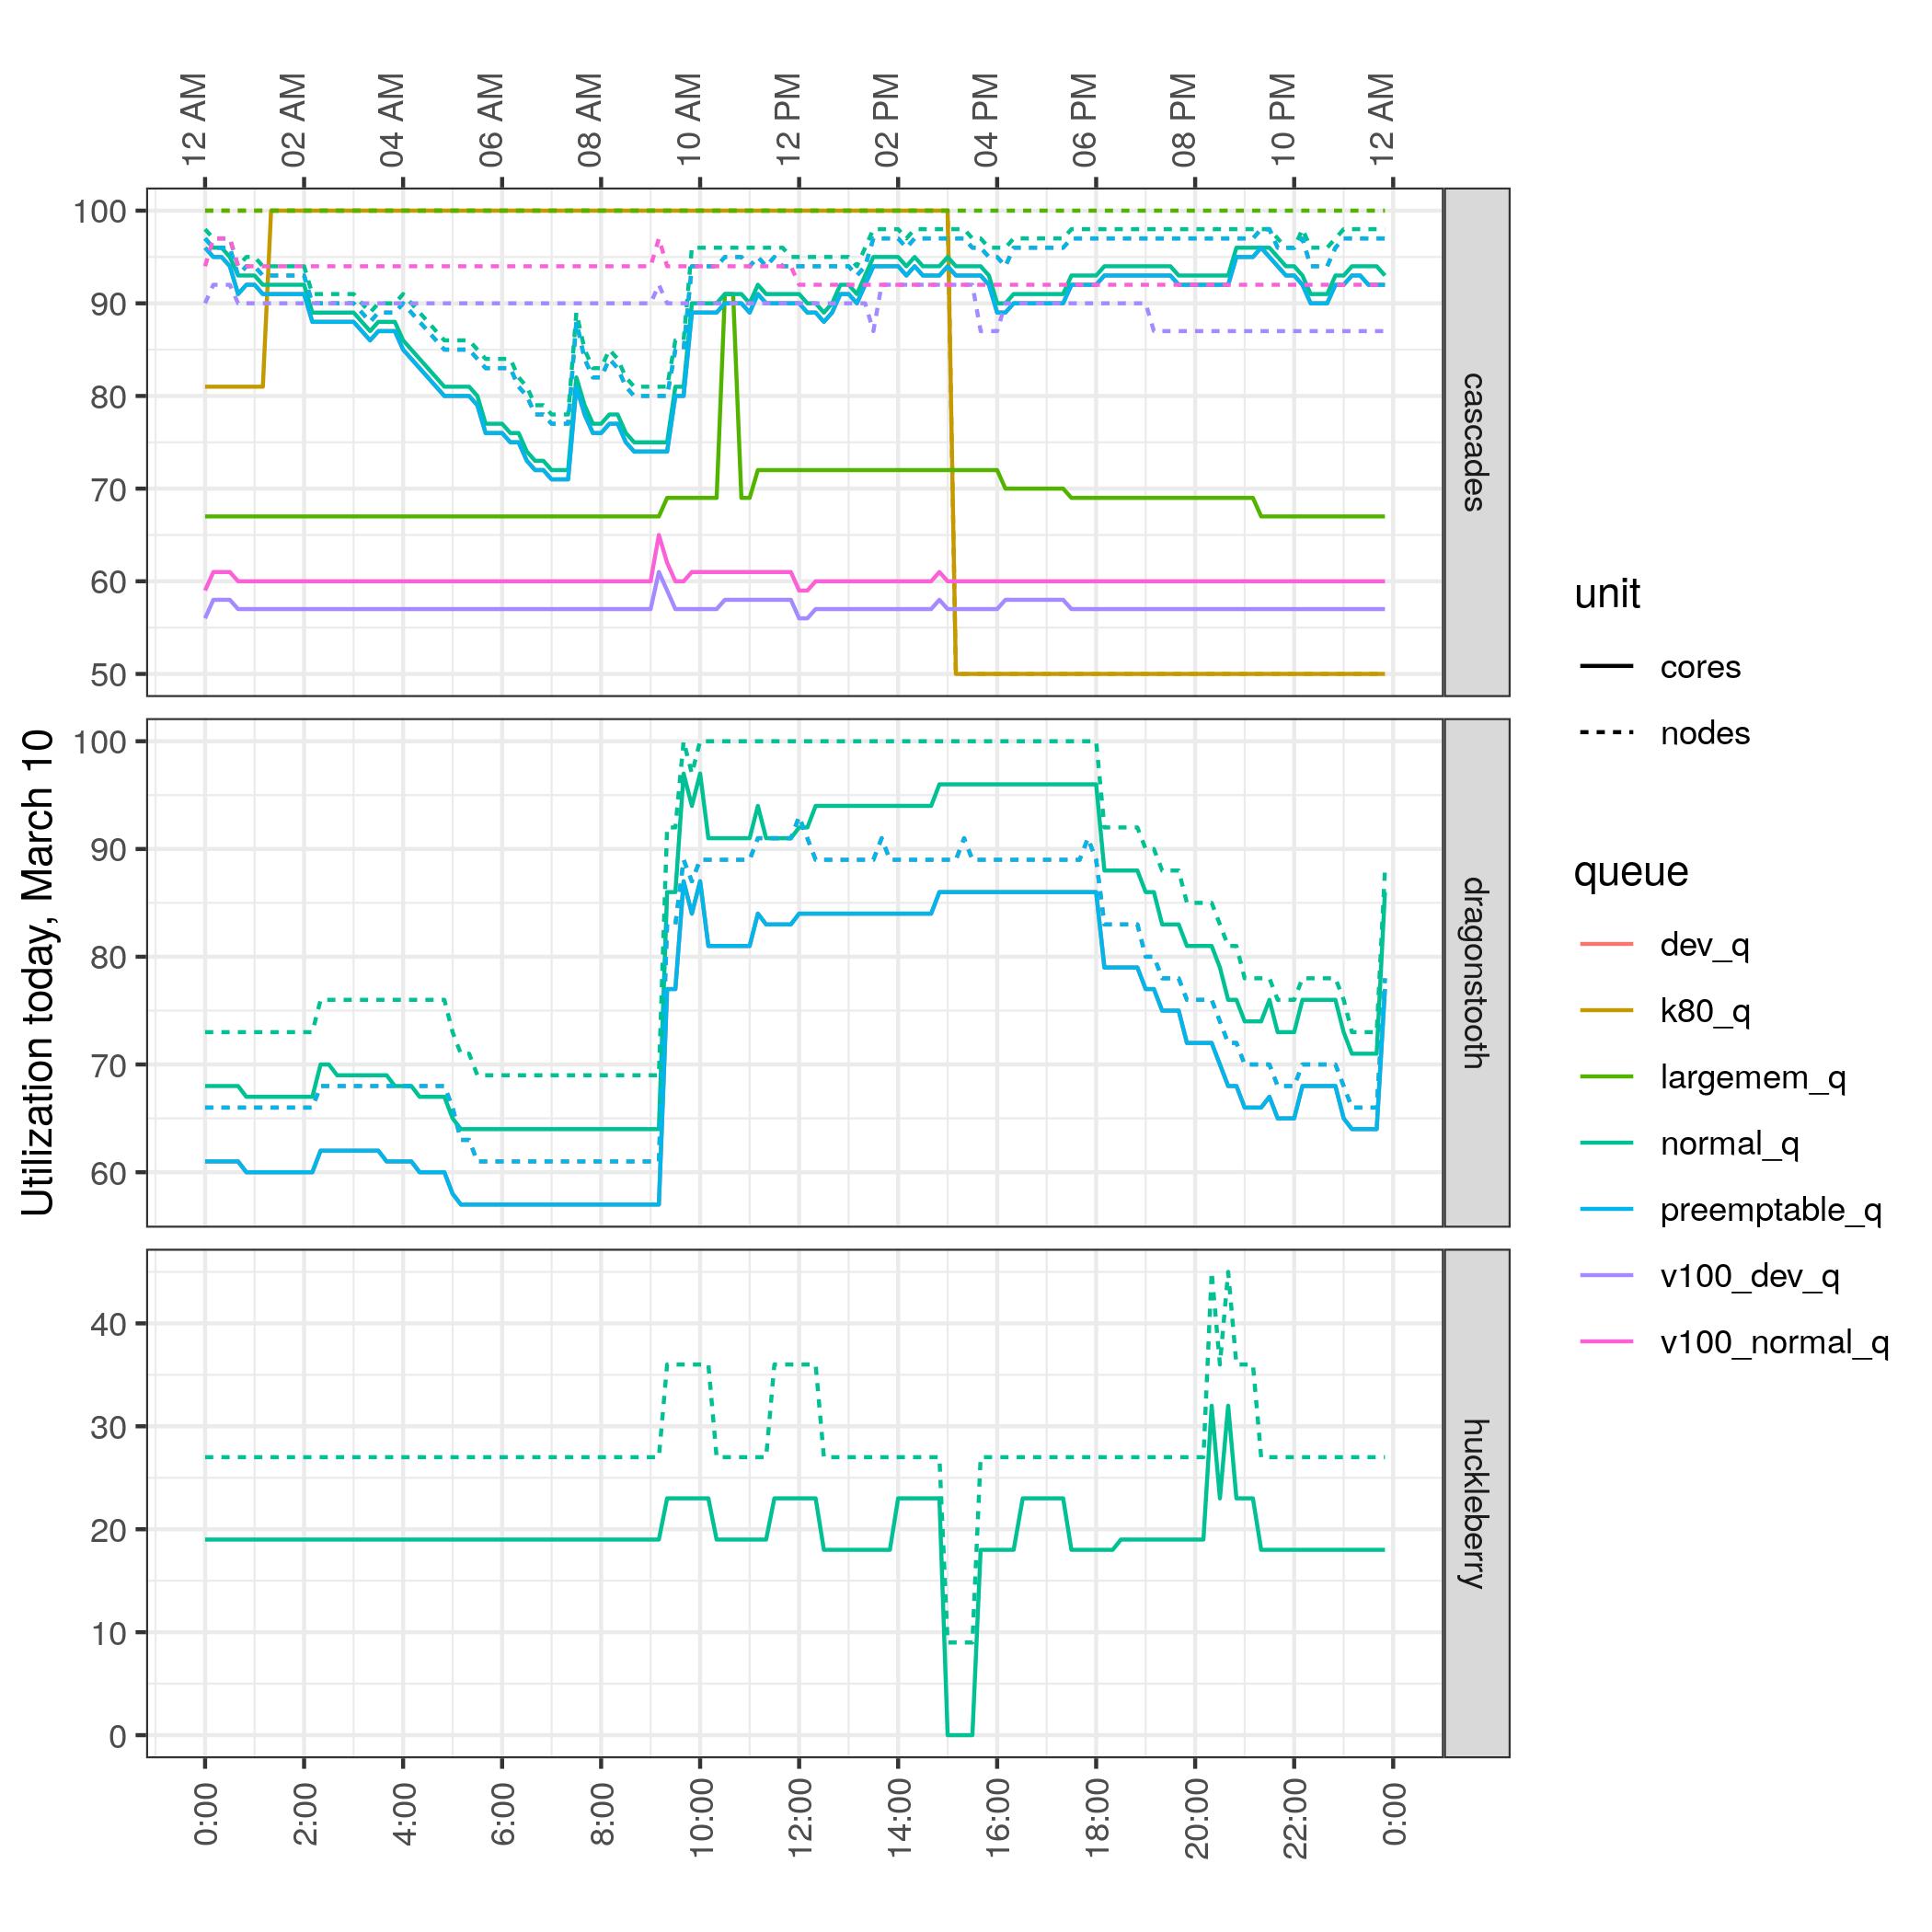 12 AM 02 AM 04 AM 06 AM 08 AM 10 AM 12 PM 02 PM 04 PM 06 PM 08 PM 10 PM 12 AM
Utilization today, March 10
100
90
80
70
60
50
cascades
100
90
80
70
60
dragonstooth
40
30
20
10
0
huckleberry
0:00 2:00 4:00 6:00 8:00 10:00 12:00 14:00 16:00 18:00 20:00 22:00 0:00
unit
cores
nodes
queue
dev_q
k80_q
largemem_q
normal_q
preemptable_q
v100_dev_q
v100_normal_q